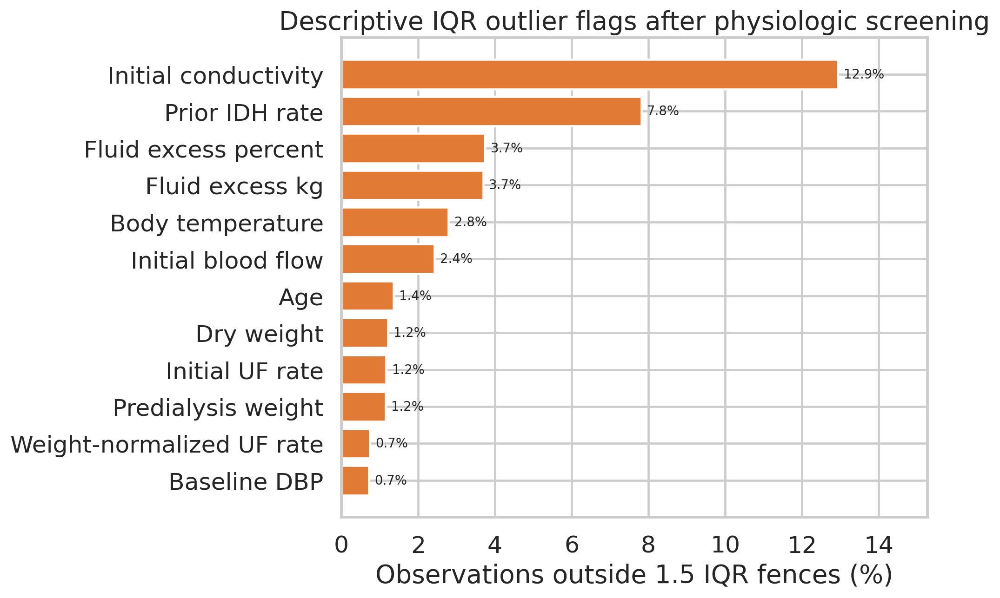 Descriptive IQR outlier flags after physiologic screening
Initial conductivity 12.9%
Prior IDH rate 7.8%
Fluid excess percent 3.7%
Fluid excess kg 3.7%
Body temperature 2.8%
Initial blood flow 2.4%
Age 1.4%
Dry weight 1.2%
Initial UF rate 1.2%
Predialysis weight 1.2%
Weight-normalized UF rate 0.7%
Baseline DBP 0.7%
0 2 4 6 8 10 12 14
Observations outside 1.5 IQR fences (%)